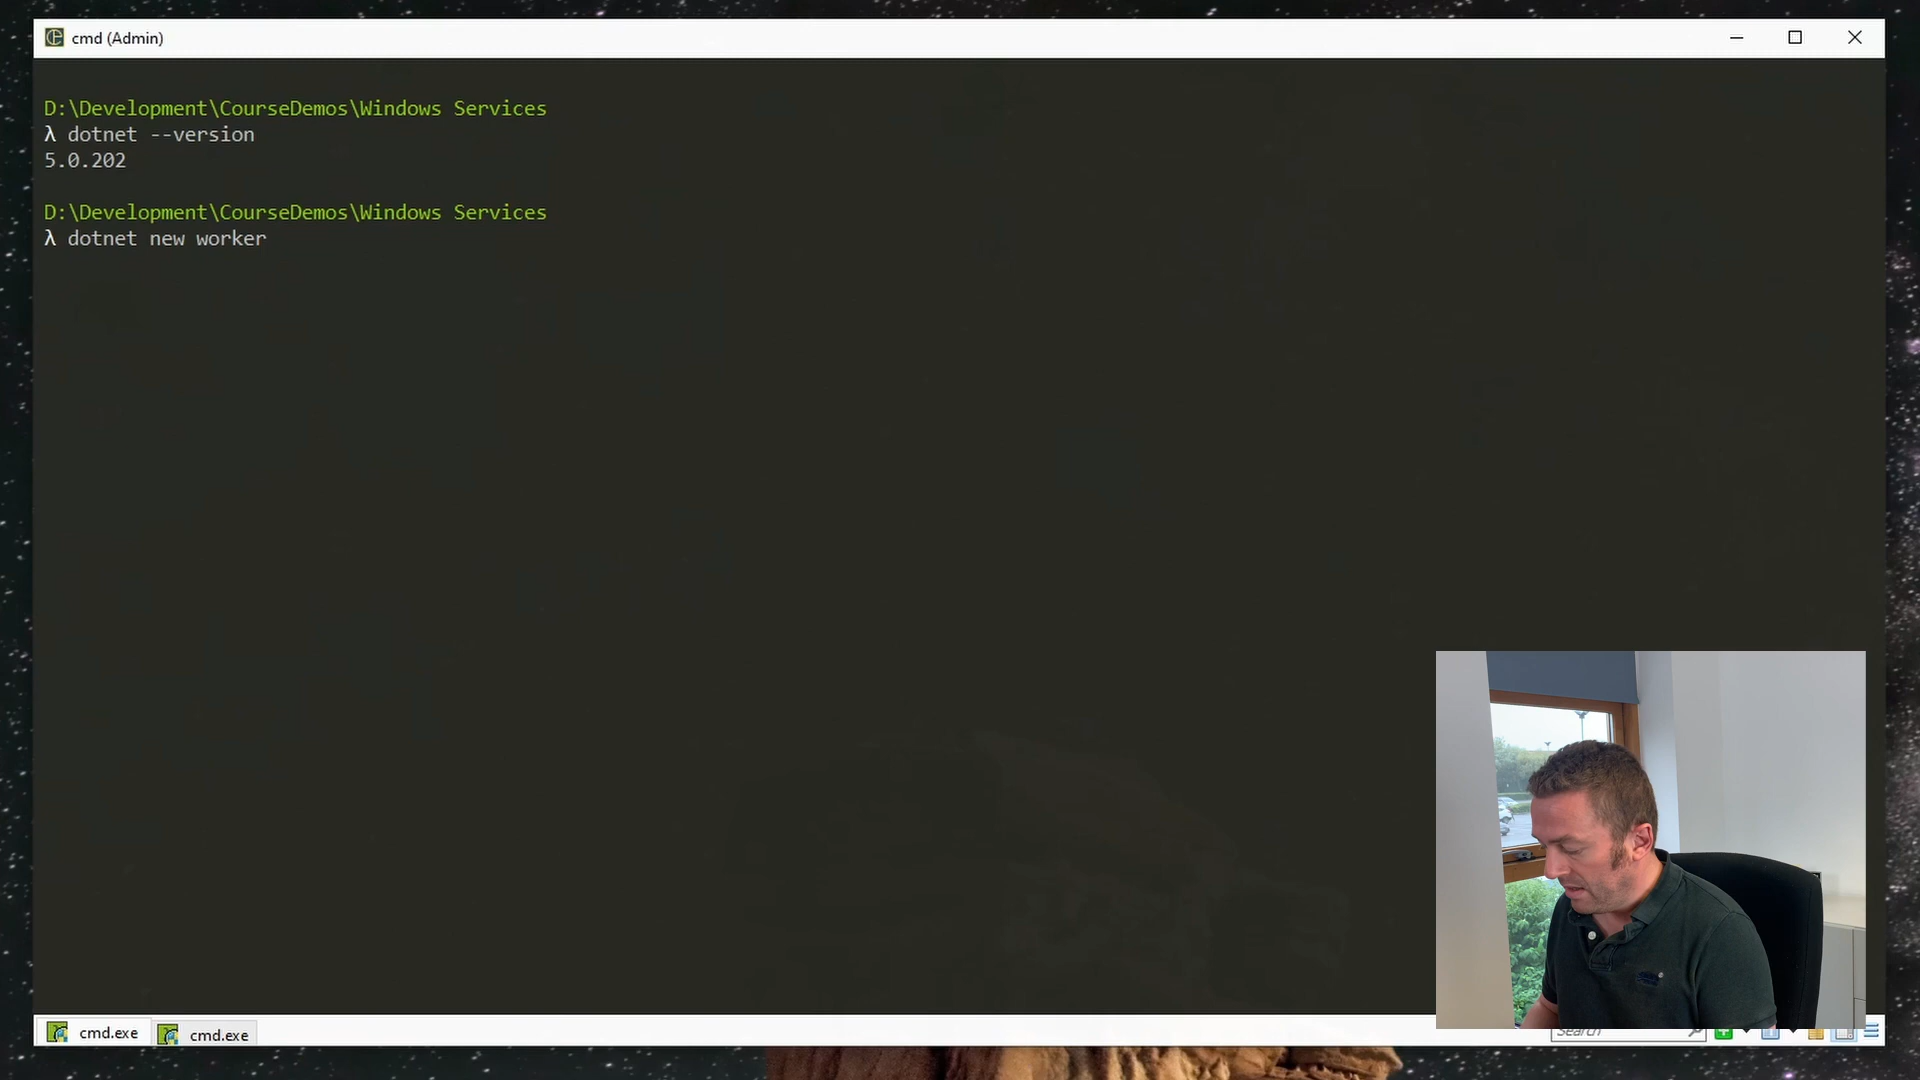 cmd (Admin)
D:\Development\CourseDemos\Windows Services
λ dotnet --version
5.0.202
D:\Development\CourseDemos\Windows Services
λ dotnet new worker
cmd.exe
cmd.exe
Search